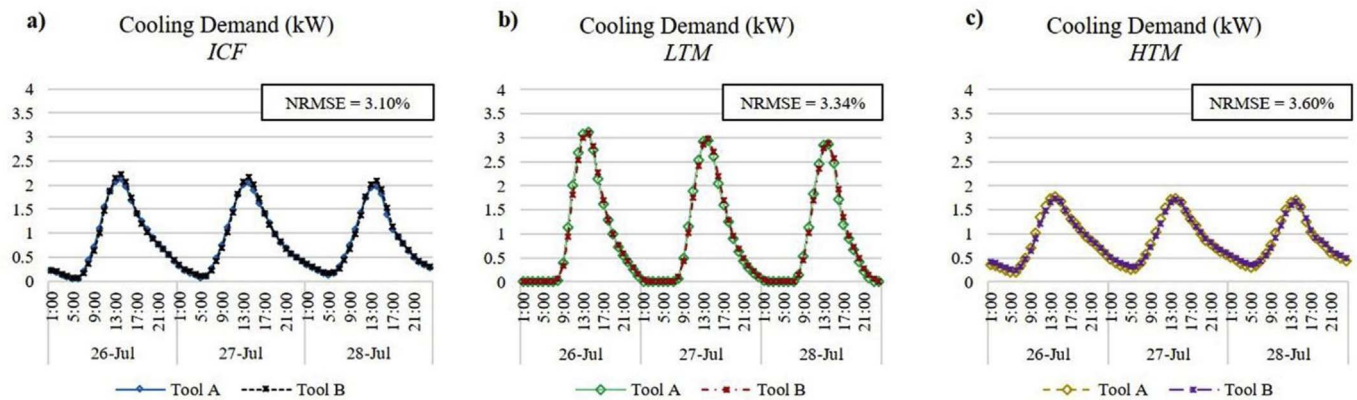 a)
Cooling Demand (kW)
ICF
NRMSE = 3.10%
4
3.5
3
2.5
2
1.5
1
0.5
0
1:00 5:00 9:00 13:00 17:00 21:00 1:00 5:00 9:00 13:00 17:00 21:00 1:00 5:00 9:00 13:00 17:00 21:00
26-Jul 27-Jul 28-Jul
Tool A Tool B
b)
Cooling Demand (kW)
LTM
NRMSE = 3.34%
4
3.5
3
2.5
2
1.5
1
0.5
0
1:00 5:00 9:00 13:00 17:00 21:00 1:00 5:00 9:00 13:00 17:00 21:00 1:00 5:00 9:00 13:00 17:00 21:00
26-Jul 27-Jul 28-Jul
Tool A Tool B
c)
Cooling Demand (kW)
HTM
NRMSE = 3.60%
4
3.5
3
2.5
2
1.5
1
0.5
0
1:00 5:00 9:00 13:00 17:00 21:00 1:00 5:00 9:00 13:00 17:00 21:00 1:00 5:00 9:00 13:00 17:00 21:00
26-Jul 27-Jul 28-Jul
Tool A Tool B